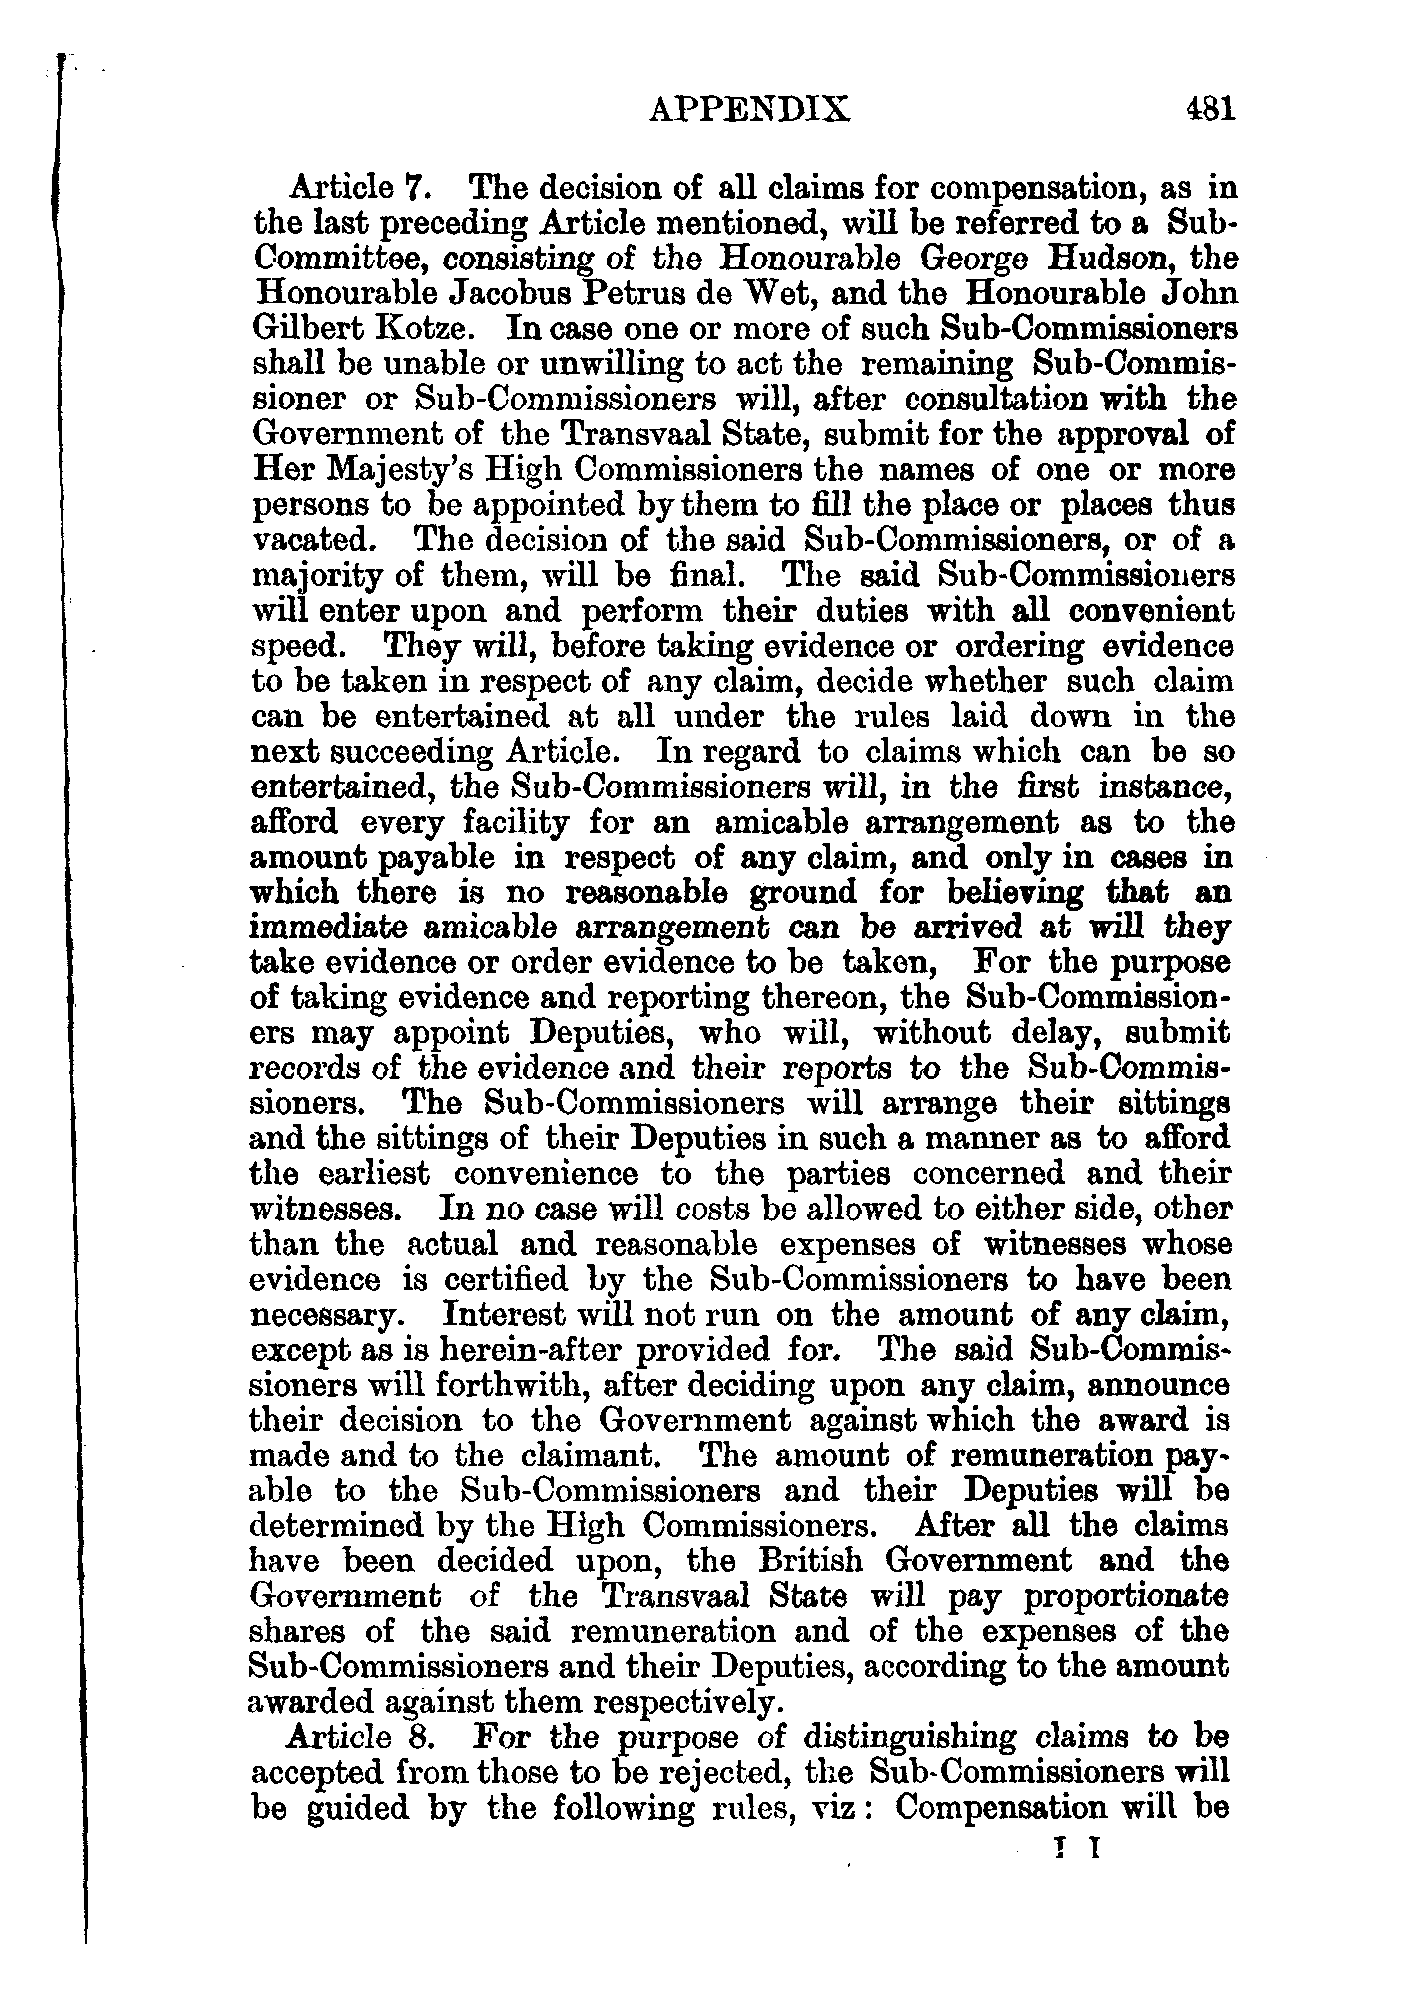 APPENDIX 481
Article 7. The decision of all claims for compensation, as in
the last preceding Article mentioned, will be referred to a Sub-
Committee, consisting of the Honourable George Hudson, the
Honourable Jacobus Petrus de Wet, and the Honourable John
Gilbert Kotze. In case one or more of such Sub-Commissioners
shall be unable or unwilling to act the remaining Sub-Commis-
sioner or Sub-Commissioners will, after consultation with the
Government of the Transvaal State, submit for the approval of
Her Majesty's High Commissioners the names of one or more
persons to be appointed by them to fill the place or places thus
vacated. The decision of the said Sub-Commissioners, or of a
majority of them, will be final. The said Sub-Commissioners
will enter upon and perform their duties with all convenient
speed. They will, before taking evidence or ordering evidence
to be taken in respect of any claim, decide whether such claim
can be entertained at all under the rules laid down in the
next succeeding Article. In regard to claims which can be so
entertained, the Sub-Commissioners will, in the first instance,
afford every facility for an amicable arrangement as to the
amount payable in respect of any claim, and only in cases in
which there is no reasonable ground for believing that an
immediate amicable arrangement can be arrived at will they
take evidence or order evidence to be taken, For the purpose
of taking evidence and reporting thereon, the Sub-Commission-
ers may appoint Deputies, who will, without delay, submit
records of the evidence and their reports to the Sub-Commis-
sioners. The Sub-Commissioners will arrange their sittings
and the sittings of their Deputies in such a manner as to afford
the earliest convenience to the parties concerned and their
witnesses. In no case will costs be allowed to either side, other
than the actual and reasonable expenses of witnesses whose
evidence is certified by the Sub-Commissioners to have been
necessary. Interest will not run on the amount of any claim,
except as is herein-after provided for. The said Sub-Commis-
sioners will forthwith, after deciding upon any claim, announce
their decision to the Government against which the award is
made and to the claimant. The amount of remuneration pay-
able to the Sub-Commissioners and their Deputies will be
determined by the High Commissioners. After all the claims
have been decided upon, the British Government and the
Government of the Transvaal State will pay proportionate
shares of the said remuneration and of the expenses of the
Sub-Commissioners and their Deputies, according to the amount
awarded against them respectively.
Article 8. For the purpose of distinguishing claims to be
accepted from those to be rejected, the Sub-Commissioners will
be guided by the following rules, viz: Compensation will be
I I